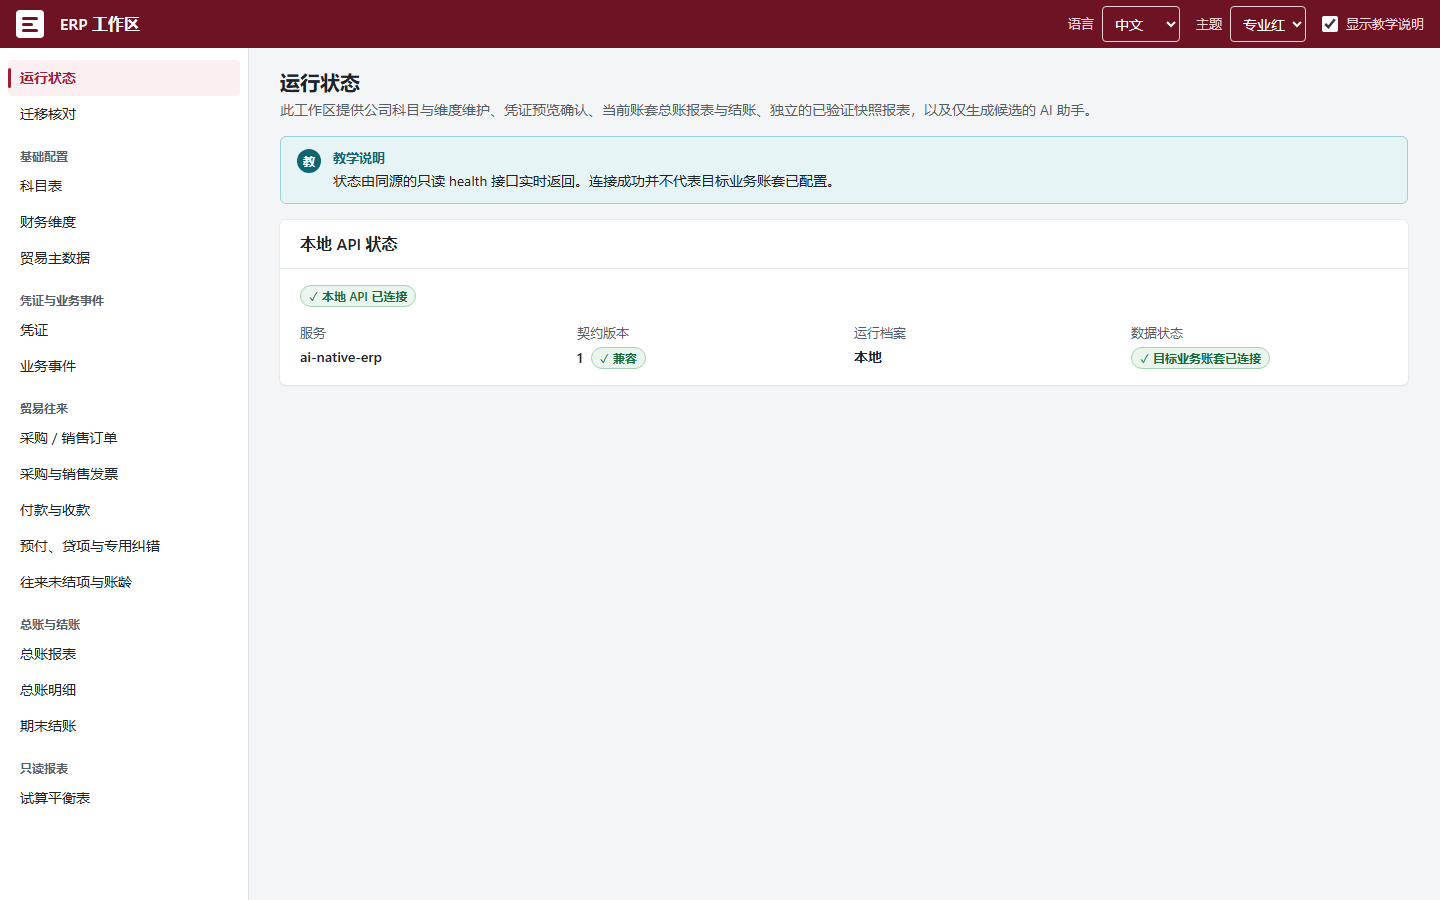 ERP 工作区
语言
中文
主题
专业红
显示教学说明
运行状态
迁移核对
基础配置
科目表
财务维度
贸易主数据
凭证与业务事件
凭证
业务事件
贸易往来
采购 / 销售订单
采购与销售发票
付款与收款
预付、贷项与专用纠错
往来未结项与账龄
总账与结账
总账报表
总账明细
期末结账
只读报表
试算平衡表
运行状态
此工作区提供公司科目与维度维护、凭证预览确认、当前账套总账报表与结账、独立的已验证快照报表，以及仅生成候选的 AI 助手。
教
教学说明
状态由同源的只读 health 接口实时返回。连接成功并不代表目标业务账套已配置。
本地 API 状态
✓ 本地 API 已连接
服务
ai-native-erp
契约版本
1 ✓ 兼容
运行档案
本地
数据状态
✓ 目标业务账套已连接